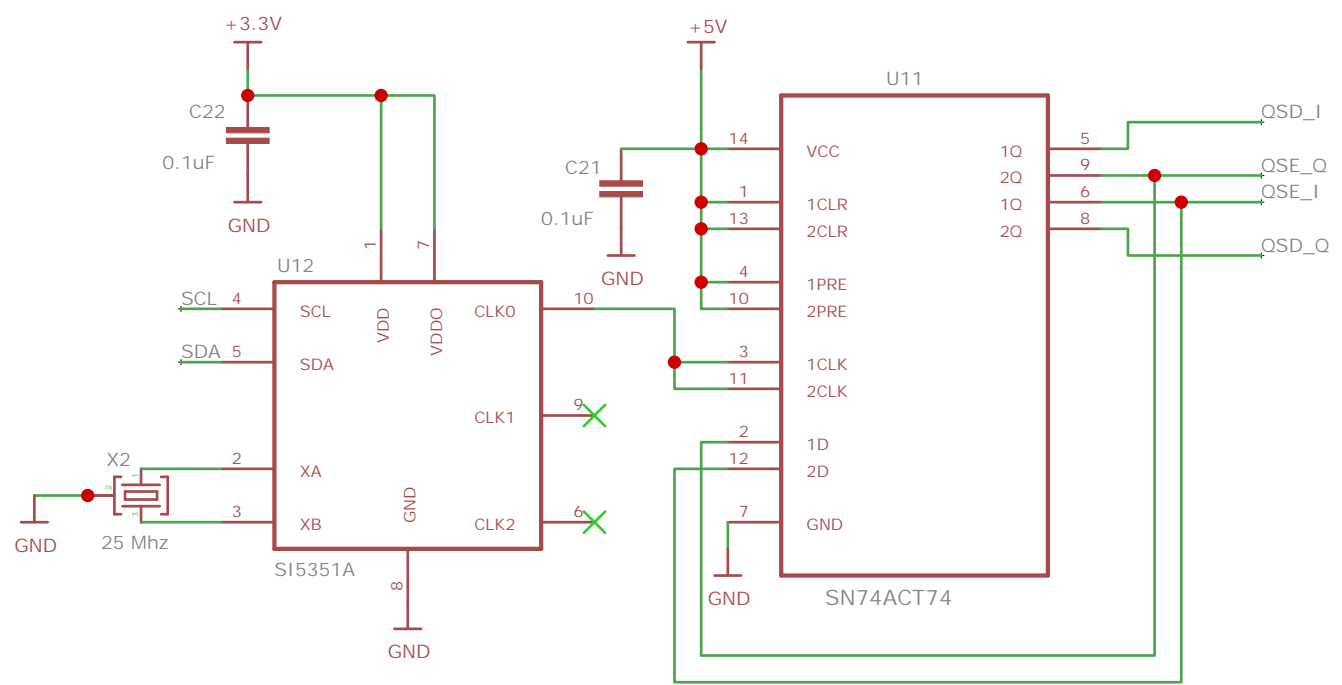 +3.3V
+5V
U11
C22
0.1uF
GND
C21
0.1uF
GND
14 VCC 1Q 5 QSD_I
2Q 9 QSE_Q
1 1CLR 1Q 6 QSE_I
13 2CLR 2Q 8 QSD_Q
4 1PRE
10 2PRE
3 1CLK
11 2CLK
2 1D
12 2D
7 GND
GND
SN74ACT74
U12
1 VDD
7 VDDO
SCL 4 SCL CLK0 10
SDA 5 SDA
CLK1 9
2 XA
3 XB CLK2 6
GND
8
GND
SI5351A
X2
1
2
3
25 Mhz
GND